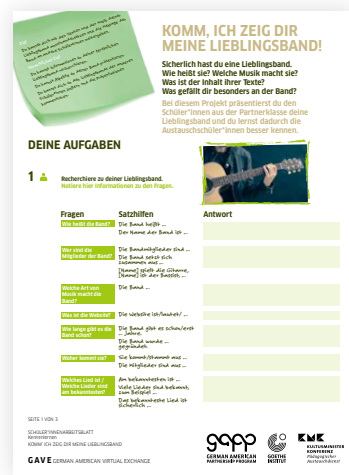 KOMM, ICH ZEIG DIR
MEINE LIEBLINGSBAND!
Sicherlich hast du eine Lieblingsband.
Wie heißt sie? Welche Musik macht sie?
Was ist der Inhalt ihrer Texte?
Was gefällt dir besonders an der Band?
Bei diesem Projekt präsentierst du den
Schüler*innen aus der Partnerklasse deine
Lieblingsband und du lernst dadurch die
Austauschschüler*innen besser kennen.
DEINE AUFGABEN
1 Recherchiere zu deiner Lieblingsband.
Notiere hier Informationen zu den Fragen.
Fragen Satzhilfen Antwort
Wie heißt die Band? Die Band heißt ...
Der Name der Band ist ...
Wer sind die
Mitglieder der Band?
Die Bandmitglieder sind ...
Die Band setzt sich
zusammen aus ...
[Name] spielt die Gitarre,
[Name] ist der Bassist, ...
Welche Art von
Musik macht die
Band?
Die Band ...
Was ist die Website? Die Website ist/lautet/ ...
Wie lange gibt es die
Band schon?
Die Band gibt es schon/erst
... Jahre.
Die Band wurde ...
gegründet.
Woher kommt sie? Sie kommt/stammt aus ...
Die Mitglieder sind aus ...
Welches Lied ist /
Welche Lieder sind
am bekanntesten?
Am bekanntesten ist ...
Viele Lieder sind bekannt,
zum Beispiel ...
Das bekannteste Lied ist
sicherlich ...
SEITE 1 VON 3
SCHÜLER*INNENARBEITSBLATT
Kennenlernen
KOMM' ICH ZEIG DIR MEINE LIEBLINGSBAND
GAVE GERMAN AMERICAN VIRTUAL EXCHANGE
gapp
GERMAN AMERICAN
PARTNERSHIP PROGRAM
GOETHE
INSTITUT
KMK
KULTUSMINISTER
KONFERENZ
Pädagogischer
Austauschdienst